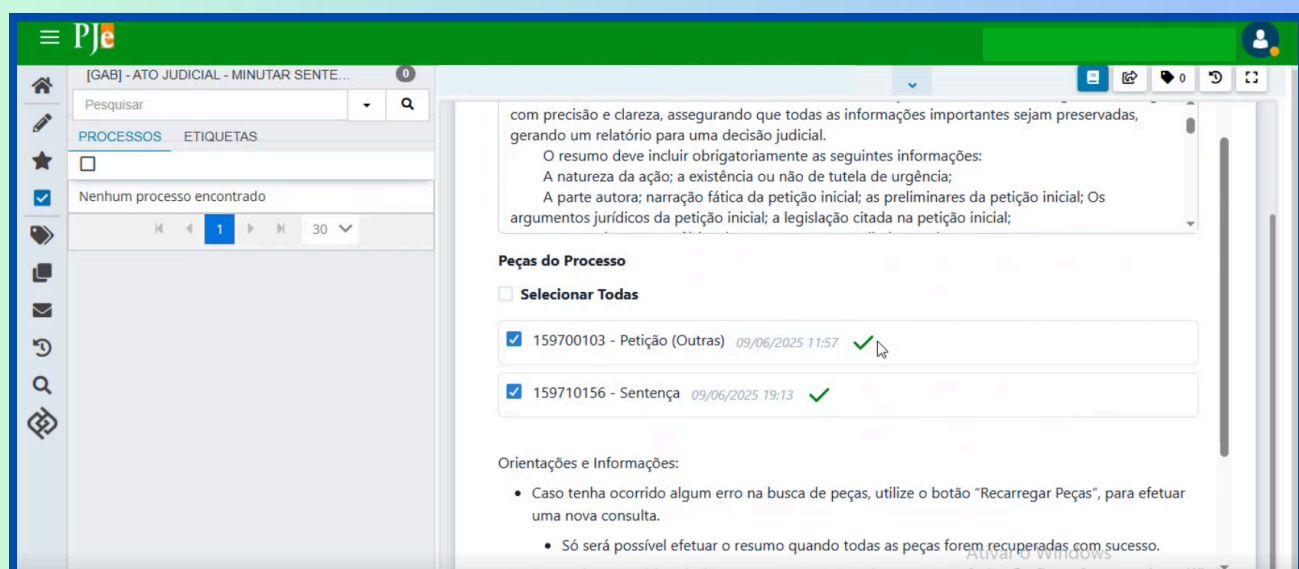 PJe
[GAB] - ATO JUDICIAL - MINUTAR SENTE...
0
Pesquisar
PROCESSOS ETIQUETAS
Nenhum processo encontrado
1
30
0
com precisão e clareza, assegurando que todas as informações importantes sejam preservadas,
gerando um relatório para uma decisão judicial.
O resumo deve incluir obrigatoriamente as seguintes informações:
A natureza da ação; a existência ou não de tutela de urgência;
A parte autora; narração fática da petição inicial; as preliminares da petição inicial; Os
argumentos jurídicos da petição inicial; a legislação citada na petição inicial;
Peças do Processo
Selecionar Todas
159700103 - Petição (Outras) 09/06/2025 11:57
159710156 - Sentença 09/06/2025 19:13
Orientações e Informações:
• Caso tenha ocorrido algum erro na busca de peças, utilize o botão "Recarregar Peças", para efetuar
uma nova consulta.
• Só será possível efetuar o resumo quando todas as peças forem recuperadas com sucesso.
Ativar o Windows